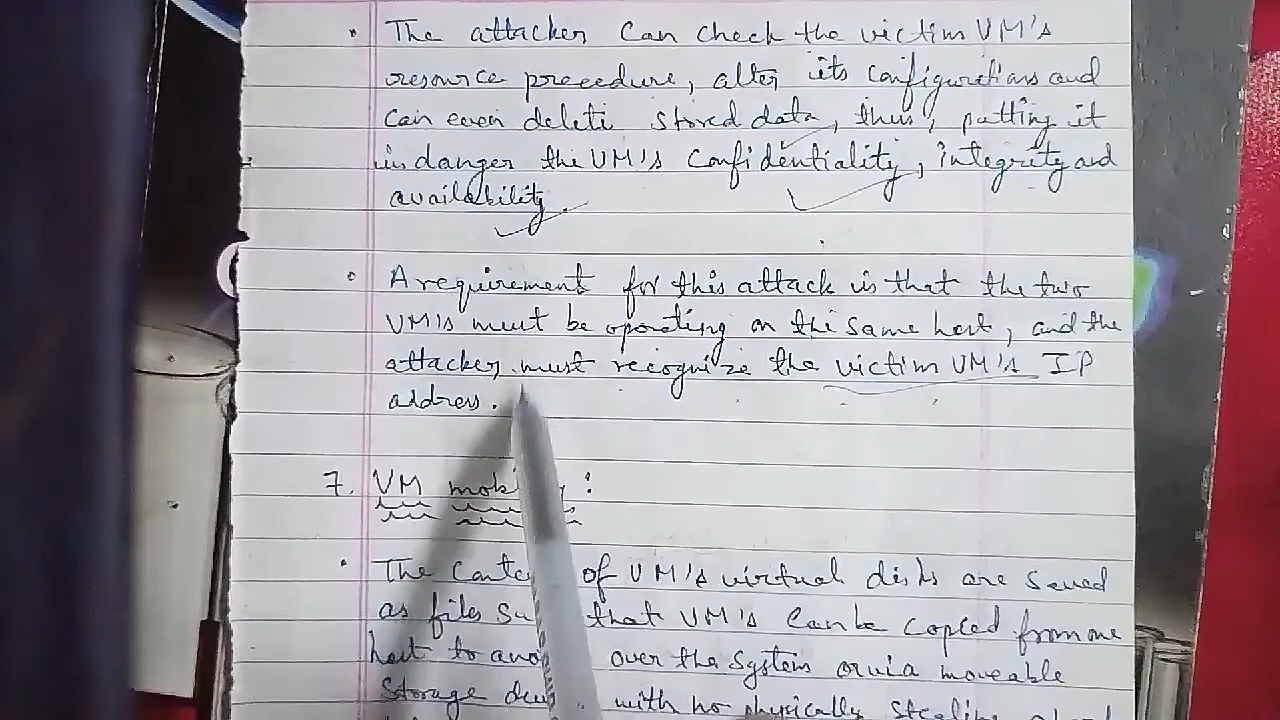 • The attacker can check the victim VM's
resource procedure, alter its configurations and
can even delete stored data, thus, putting it
in danger the VM's confidentiality, integrity and
availability.
• A requirement for this attack is that the two
VM's must be operating on the same host, and the
attacker must recognize the victim VM's IP
address.
7. VM :
• The of VM's virtual disks are saved
as files that VM's can be copied from one
host to over the system or via moveable
storage with no physically stealing